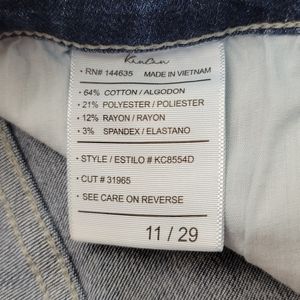 KanCan
• RN# 144635 MADE IN VIETNAM
• 64% COTTON / ALGODON
• 21% POLYESTER / POLIESTER
• 12% RAYON / RAYON
• 3% SPANDEX / ELASTANO
• STYLE / ESTILO # KC8554D
• CUT # 31965
• SEE CARE ON REVERSE
11 / 29